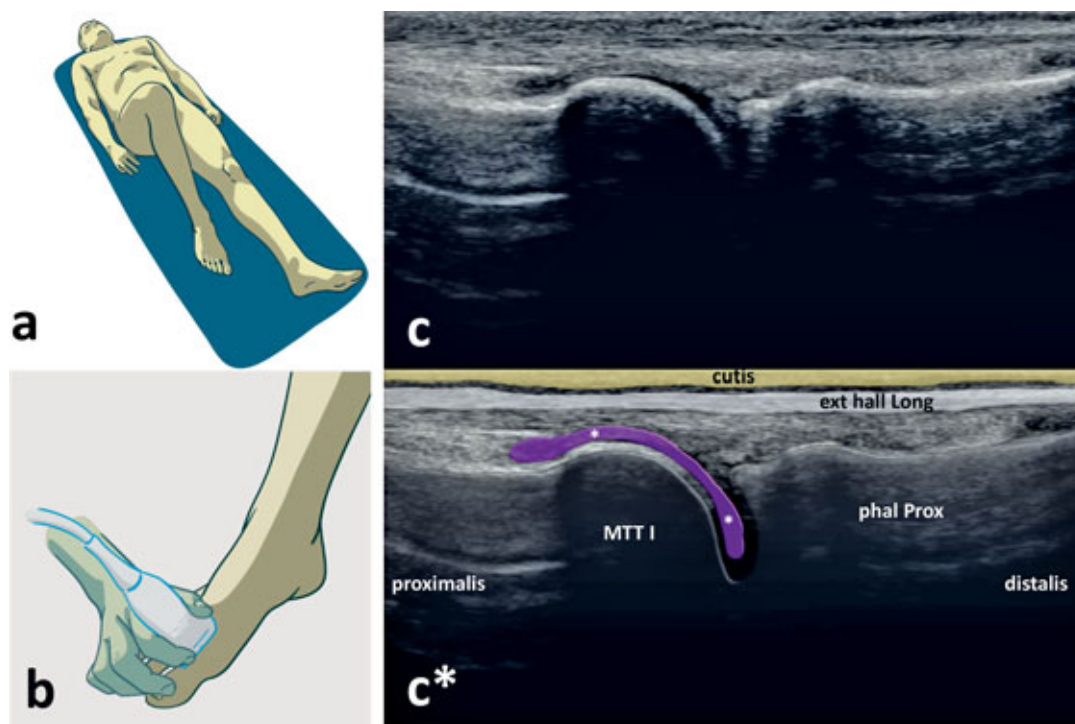 a
b
c
cutis
ext hall Long
*
*
MTT I
phal Prox
proximalis
distalis
c*